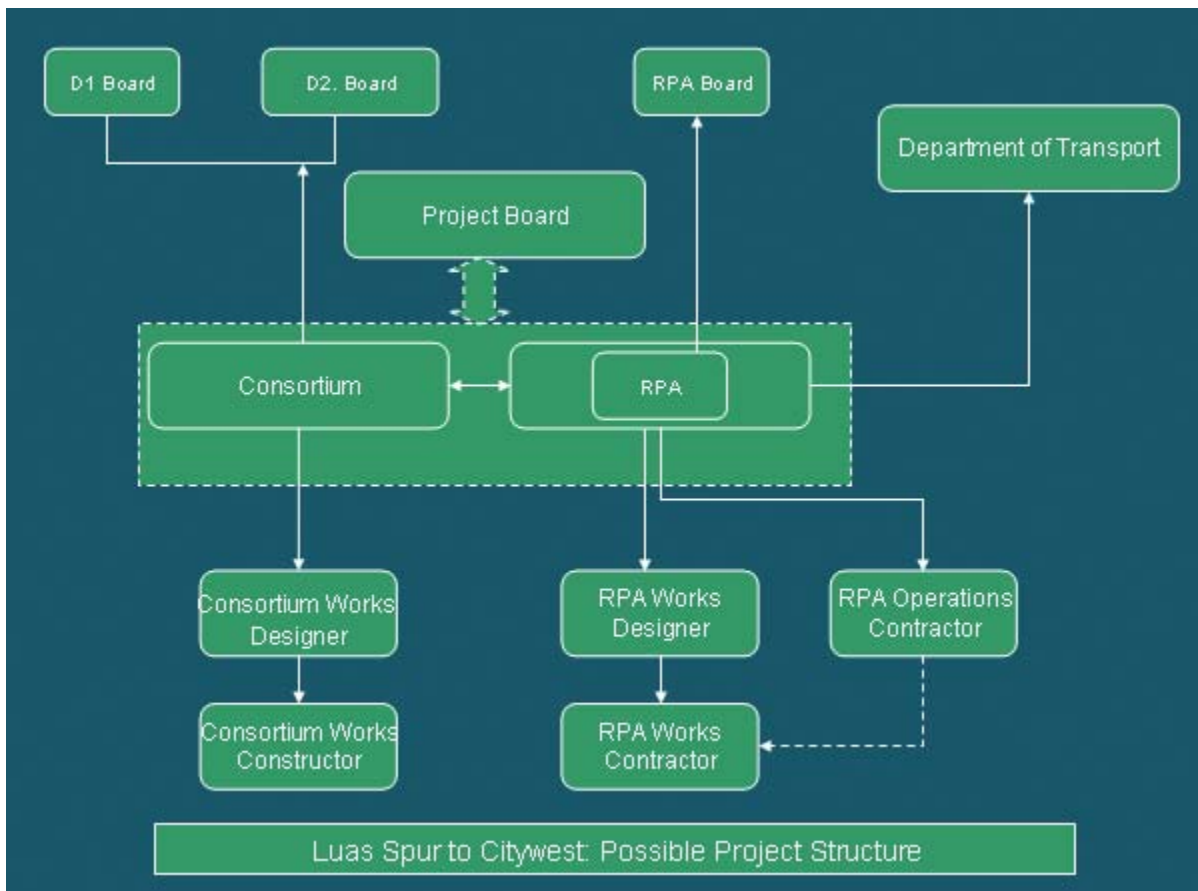 D1 Board
D2. Board
RPA Board
Department of Transport
Project Board
Consortium
RPA
Consortium Works
Designer
RPA Works
Designer
RPA Operations
Contractor
Consortium Works
Constructor
RPA Works
Contractor
Luas Spur to Citywest: Possible Project Structure